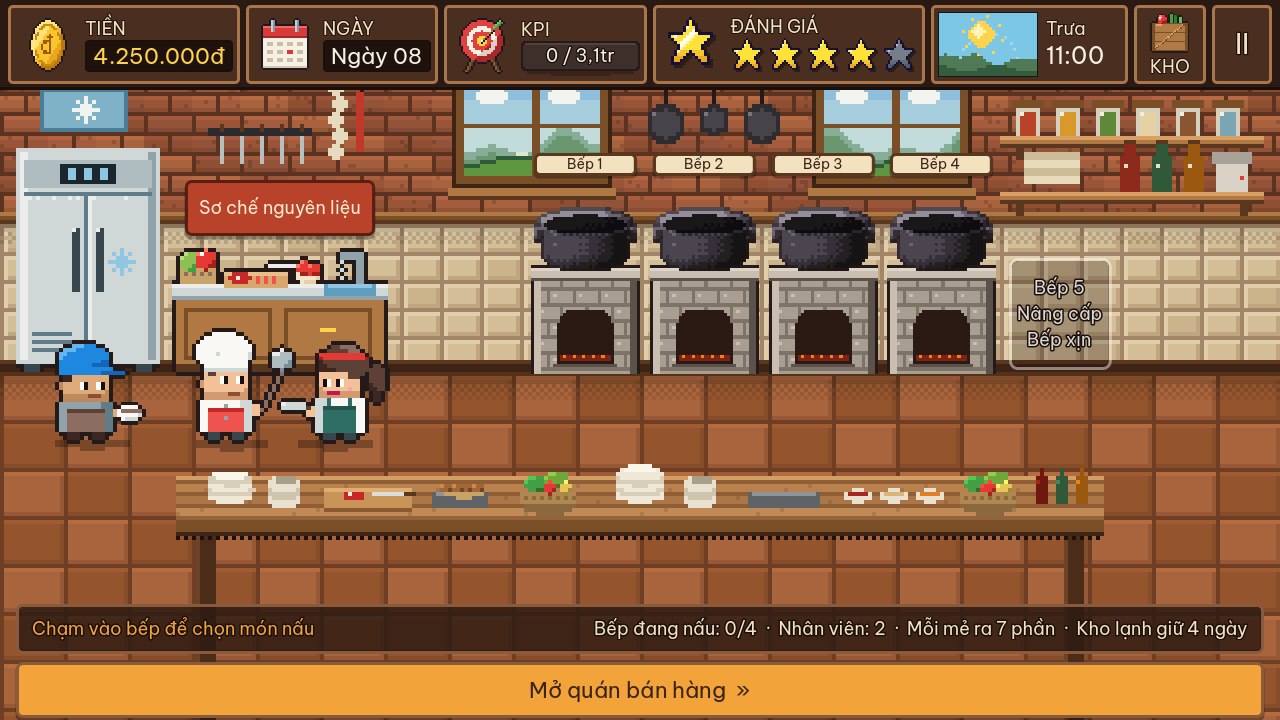 TIỀN
4.250.000đ
NGÀY
Ngày 08
KPI
0 / 3,1tr
ĐÁNH GIÁ
Trưa
11:00
KHO
Bếp 1
Bếp 2
Bếp 3
Bếp 4
Sơ chế nguyên liệu
Bếp 5
Nâng cấp
Bếp xịn
Chạm vào bếp để chọn món nấu
Bếp đang nấu: 0/4 · Nhân viên: 2 · Mỗi mẻ ra 7 phần · Kho lạnh giữ 4 ngày
Mở quán bán hàng »